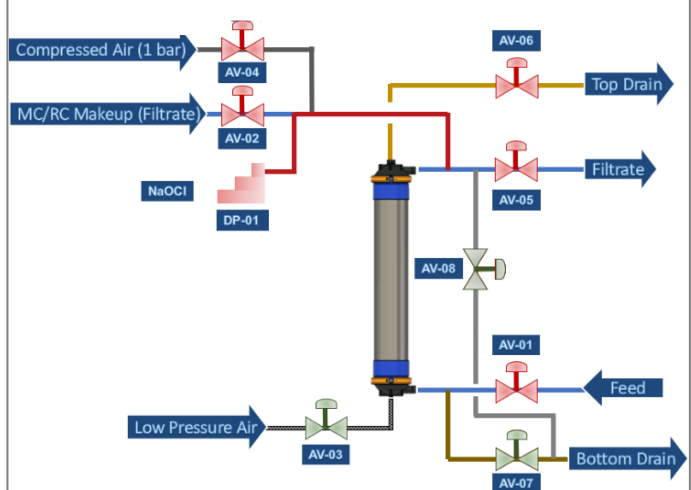 AV-06
Compressed Air (1 bar)
AV-04
Top Drain
MC/RC Makeup (Filtrate)
AV-02
NaOCl
DP-01
Filtrate
AV-05
AV-08
AV-01
Feed
Low Pressure Air
AV-03
Bottom Drain
AV-07